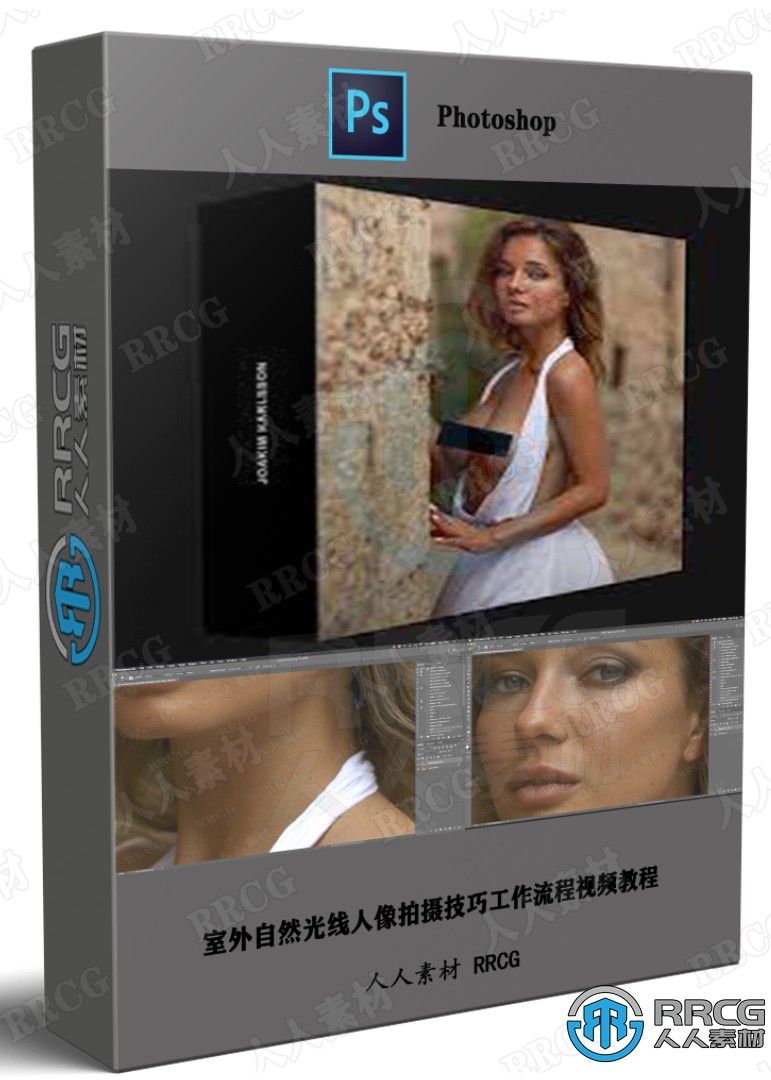 Ps
Photoshop
JOAKIM KARLSSON
RRCG
人人素材
室外自然光线人像拍摄技巧工作流程视频教程
人人素材 RRCG
RRCG
人人素材